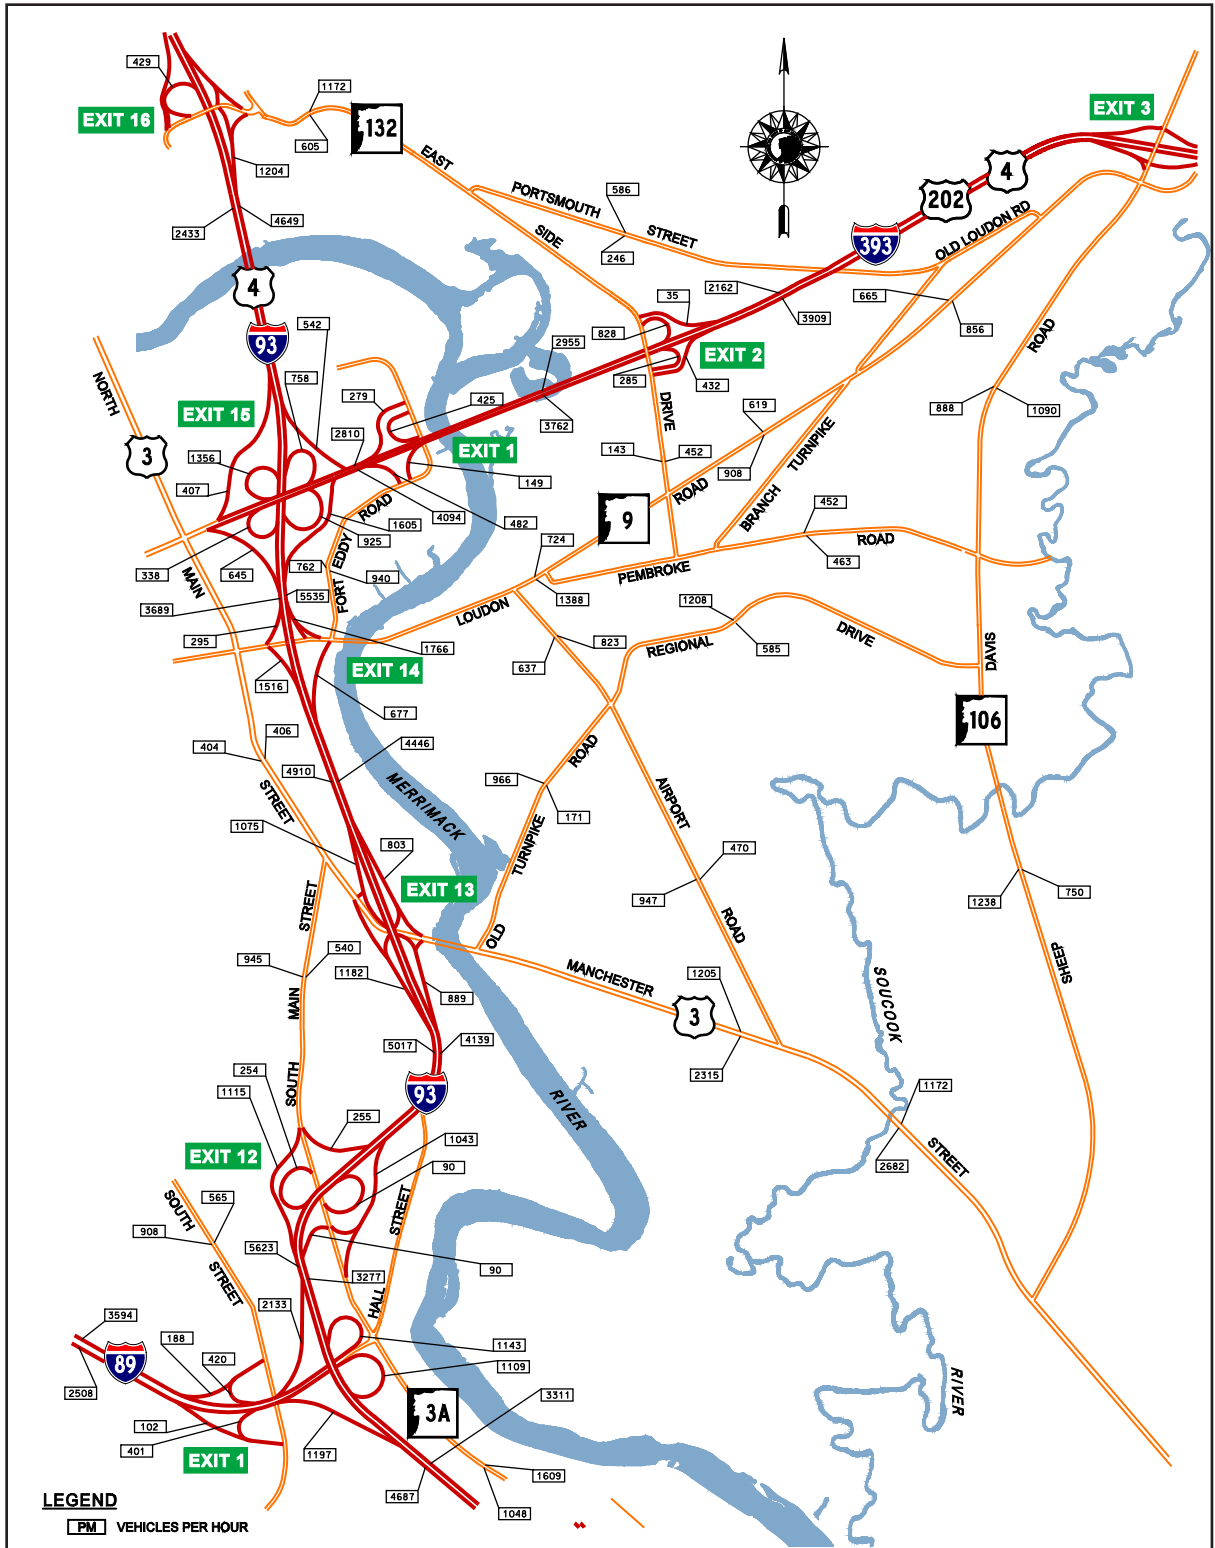 429
1172
EXIT 16
132
EXIT 3
605
EAST
1204
4
586
PORTSMOUTH
202
4649
2433
SIDE
STREET
OLD LOUDON RD
246
393
4
2162
35
665
542
3909
828
856
93
2955
EXIT 2
ROAD
758
NORTH
285
432
279
425
DRIVE
888
1090
EXIT 15
619
2810
3762
TURNPIKE
3
1356
EXIT 1
143
452
908
407
149
ROAD
ROAD
BRANCH
9
452
4094
482
1605
925
724
ROAD
EDDY
463
338
645
762
940
PEMBROKE
MAIN
FORT
5535
1388
3689
LOUDON
1208
295
823
DRIVE
1766
REGIONAL
585
DAVIS
EXIT 14
637
1516
677
106
406
404
4446
ROAD
4910
966
STREET
MERRIMACK
AIRPORT
171
1075
803
TURNPIKE
470
EXIT 13
STREET
750
947
1238
ROAD
OLD
540
945
SHEEP
MANCHESTER
1182
1205
889
MAIN
SOUCOOK
3
4139
5017
254
2315
SOUTH
1115
93
1172
RIVER
255
1043
EXIT 12
STREET
90
2682
565
SOUTH
STREET
908
5623
90
3277
STREET
2133
HALL
3594
188
1143
420
89
1109
2508
3311
RIVER
3A
102
401
1197
EXIT 1
1609
4687
1048
LEGEND
PM VEHICLES PER HOUR